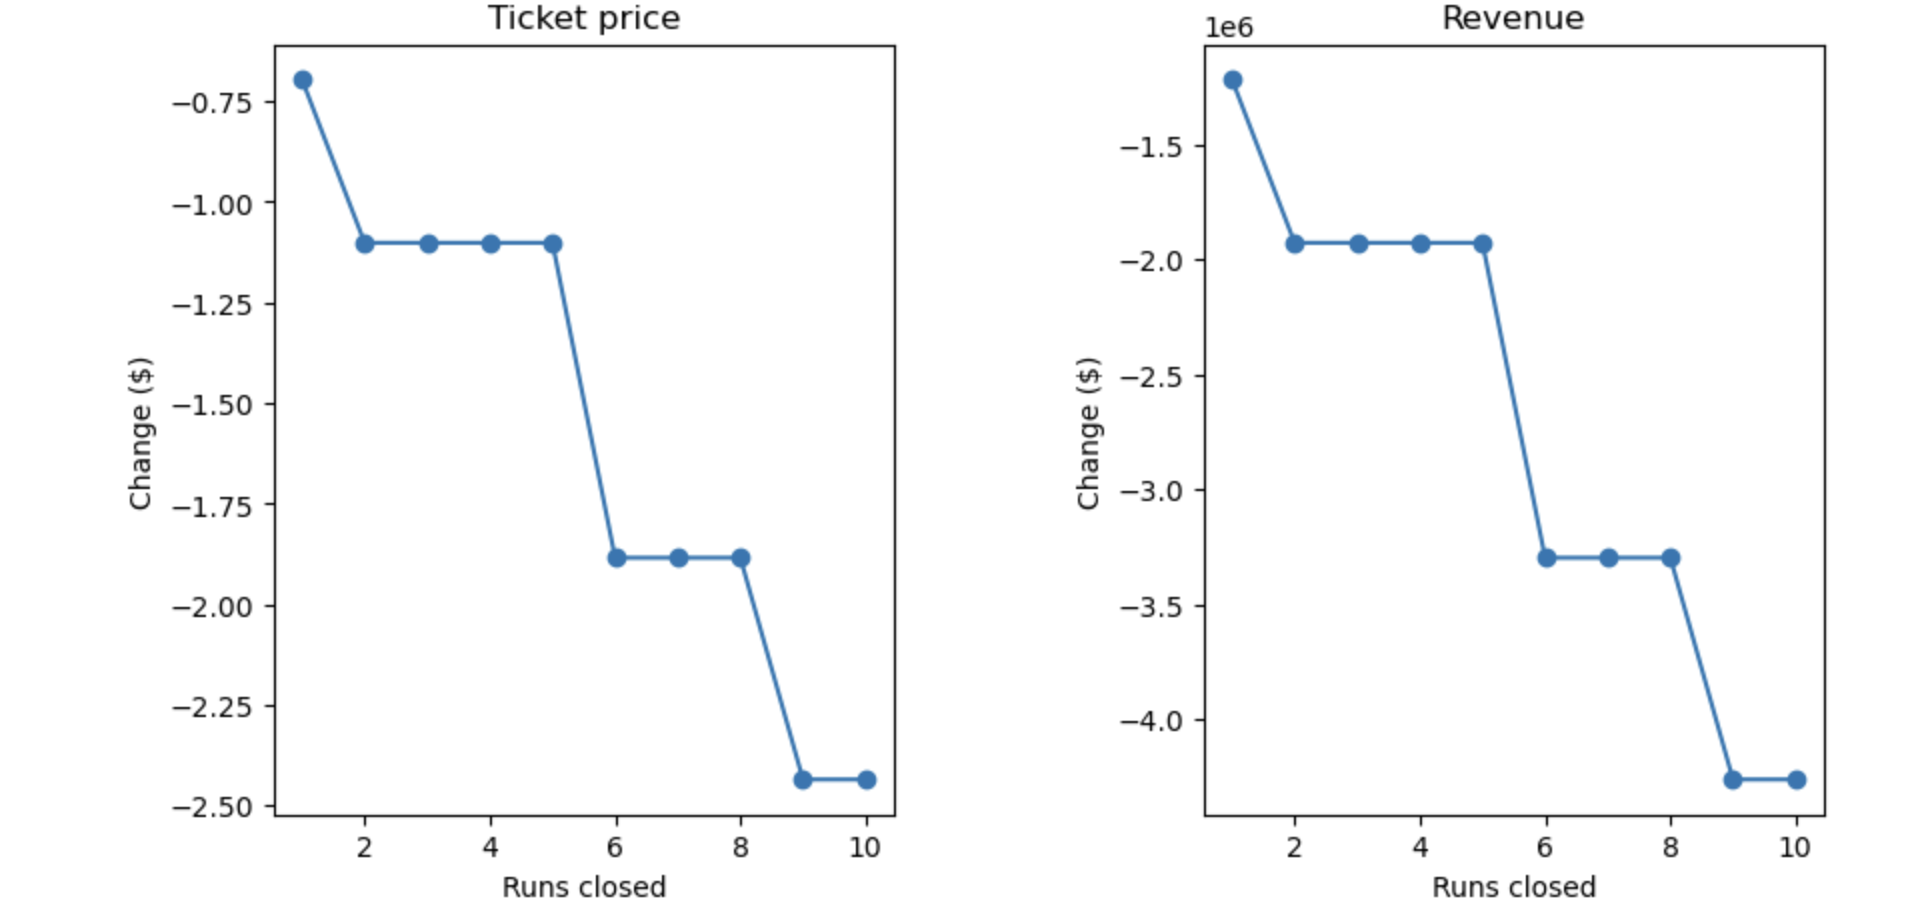 Ticket price
−0.75
−1.00
−1.25
−1.50
−1.75
−2.00
−2.25
−2.50
Change ($)
2 4 6 8 10
Runs closed
Revenue
1e6
−1.5
−2.0
−2.5
−3.0
−3.5
−4.0
Change ($)
2 4 6 8 10
Runs closed